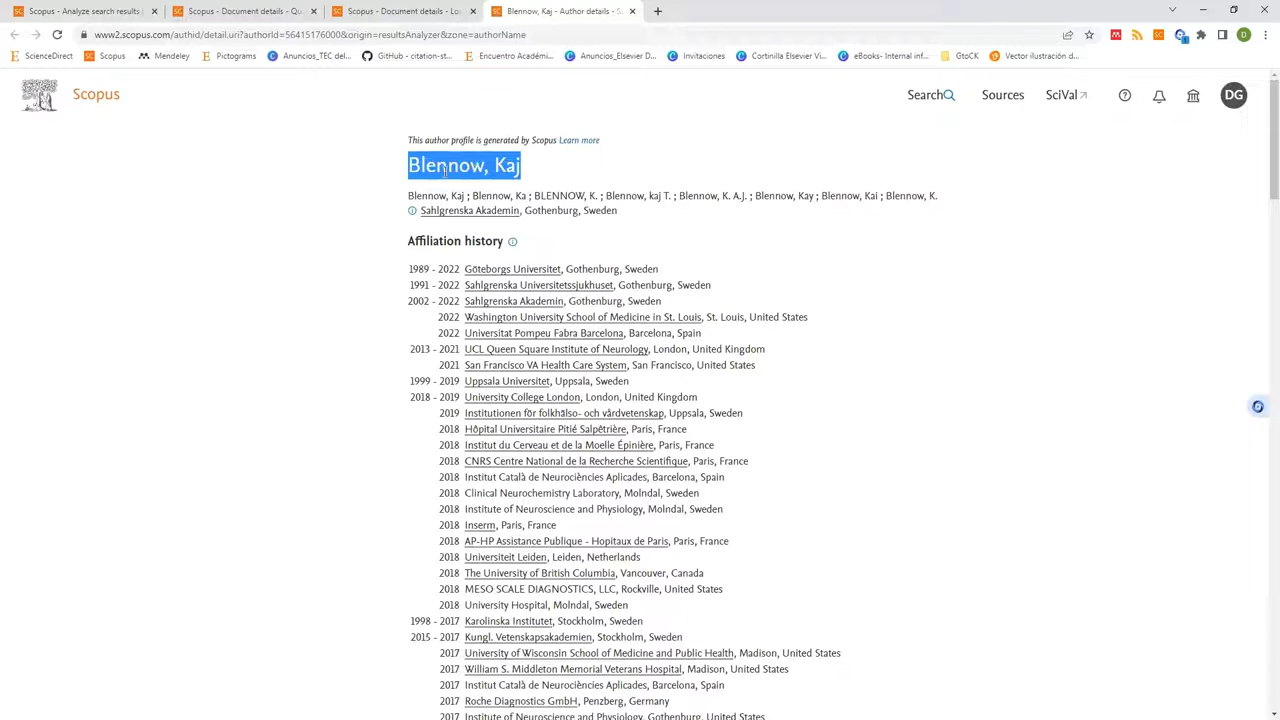 Scopus - Analyze search results
Scopus - Document details - Qu
Scopus - Document details - Lo
Blennow, Kaj - Author details - S
www2.scopus.com/authid/detail.uri?authorId=56415176000&origin=resultsAnalyzer&zone=authorName
ScienceDirect Scopus Mendeley Pictograms Anuncios_TEC del... GitHub - citation-st... Encuentro Académi... Anuncios_Elsevier D... Invitaciones Cortinilla Elsevier Vi... eBooks- Internal inf... GtoCK Vector ilustración d...
Scopus
Search Sources SciVal DG
This author profile is generated by Scopus Learn more
Blennow, Kaj
Blennow, Kaj ; Blennow, Ka ; BLENNOW, K. ; Blennow, kaj T. ; Blennow, K. A.J. ; Blennow, Kay ; Blennow, Kai ; Blennow, K.
Sahlgrenska Akademin, Gothenburg, Sweden
Affiliation history
1989 - 2022 Göteborgs Universitet, Gothenburg, Sweden
1991 - 2022 Sahlgrenska Universitetssjukhuset, Gothenburg, Sweden
2002 - 2022 Sahlgrenska Akademin, Gothenburg, Sweden
2022 Washington University School of Medicine in St. Louis, St. Louis, United States
2022 Universitat Pompeu Fabra Barcelona, Barcelona, Spain
2013 - 2021 UCL Queen Square Institute of Neurology, London, United Kingdom
2021 San Francisco VA Health Care System, San Francisco, United States
1999 - 2019 Uppsala Universitet, Uppsala, Sweden
2018 - 2019 University College London, London, United Kingdom
2019 Institutionen för folkhälso- och vårdvetenskap, Uppsala, Sweden
2018 Hôpital Universitaire Pitié Salpêtrière, Paris, France
2018 Institut du Cerveau et de la Moelle Épinière, Paris, France
2018 CNRS Centre National de la Recherche Scientifique, Paris, France
2018 Institut Català de Neurociències Aplicades, Barcelona, Spain
2018 Clinical Neurochemistry Laboratory, Molndal, Sweden
2018 Institute of Neuroscience and Physiology, Molndal, Sweden
2018 Inserm, Paris, France
2018 AP-HP Assistance Publique - Hopitaux de Paris, Paris, France
2018 Universiteit Leiden, Leiden, Netherlands
2018 The University of British Columbia, Vancouver, Canada
2018 MESO SCALE DIAGNOSTICS, LLC, Rockville, United States
2018 University Hospital, Molndal, Sweden
1998 - 2017 Karolinska Institutet, Stockholm, Sweden
2015 - 2017 Kungl. Vetenskapsakademien, Stockholm, Sweden
2017 University of Wisconsin School of Medicine and Public Health, Madison, United States
2017 William S. Middleton Memorial Veterans Hospital, Madison, United States
2017 Institut Català de Neurociències Aplicades, Barcelona, Spain
2017 Roche Diagnostics GmbH, Penzberg, Germany
2017 Institute of Neuroscience and Physiology, Gothenburg, United States